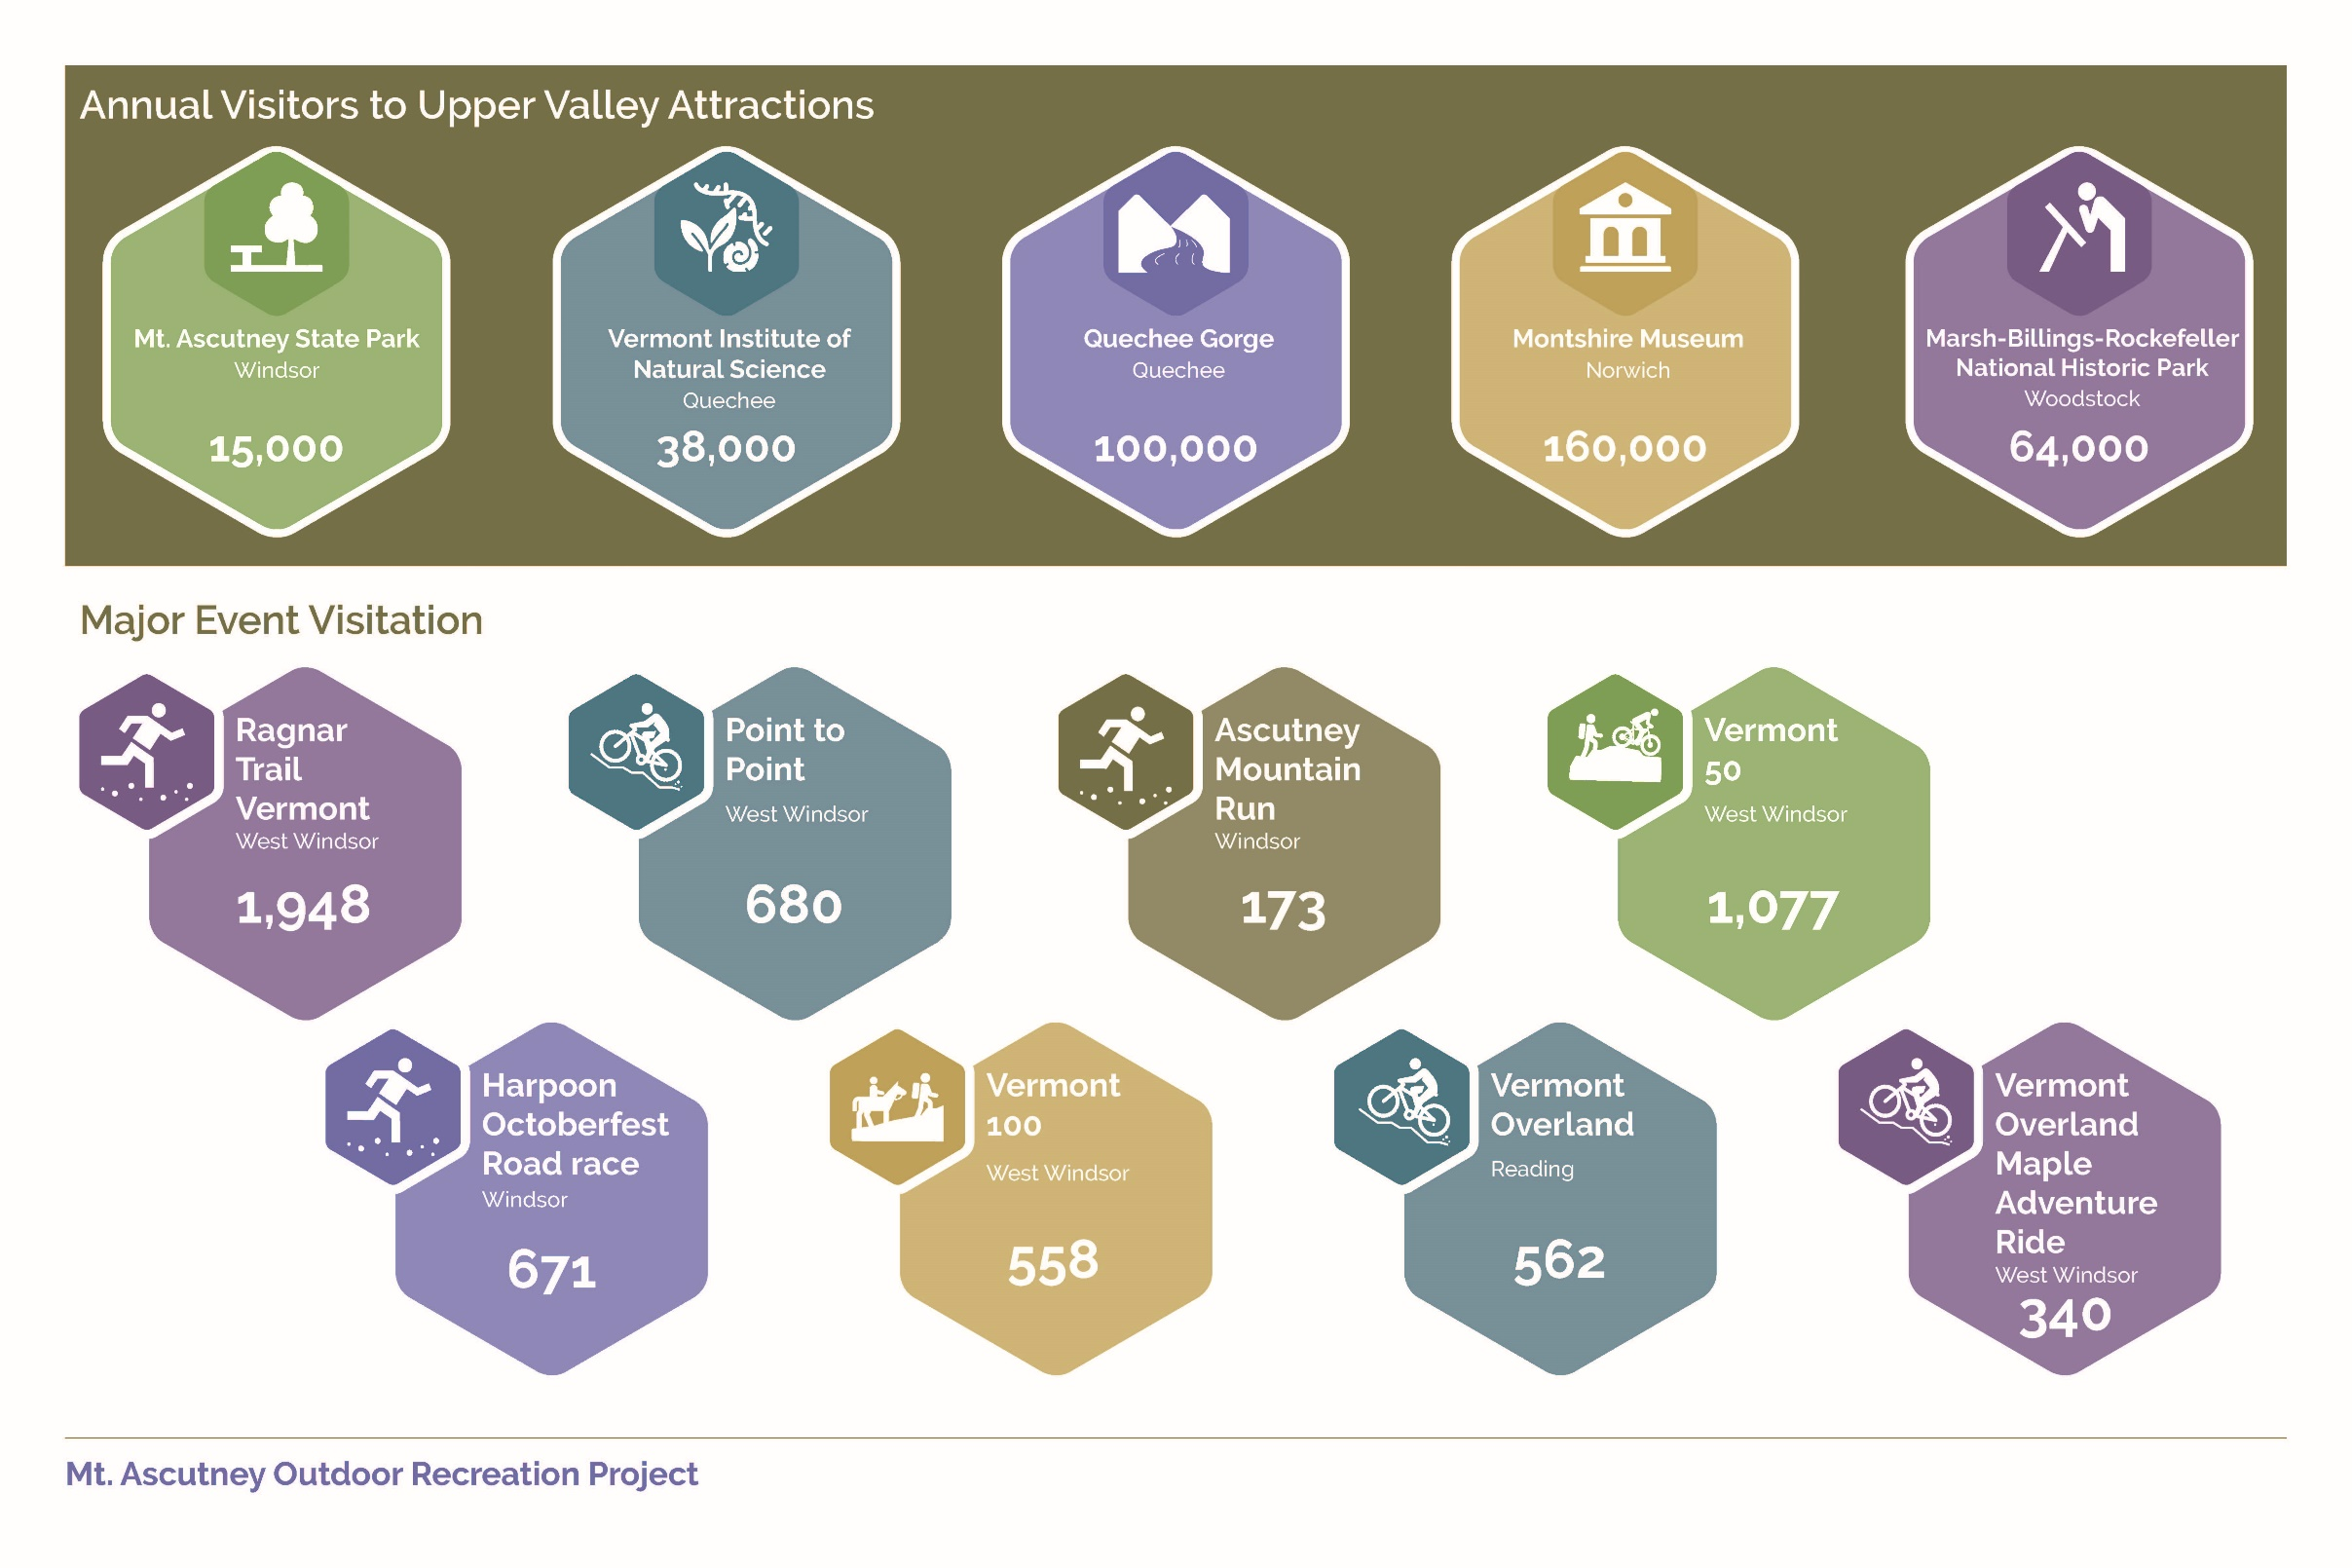 Annual Visitors to Upper Valley Attractions
Mt. Ascutney State Park
Windsor
15,000
Vermont Institute of
Natural Science
Quechee
38,000
Quechee Gorge
Quechee
100,000
Montshire Museum
Norwich
160,000
Marsh-Billings-Rockefeller
National Historic Park
Woodstock
64,000
Major Event Visitation
Ragnar
Trail
Vermont
West Windsor
1,948
Point to
Point
West Windsor
680
Ascutney
Mountain
Run
Windsor
173
Vermont
50
West Windsor
1,077
Harpoon
Octoberfest
Road race
Windsor
671
Vermont
100
West Windsor
558
Vermont
Overland
Reading
562
Vermont
Overland
Maple
Adventure
Ride
West Windsor
340
Mt. Ascutney Outdoor Recreation Project